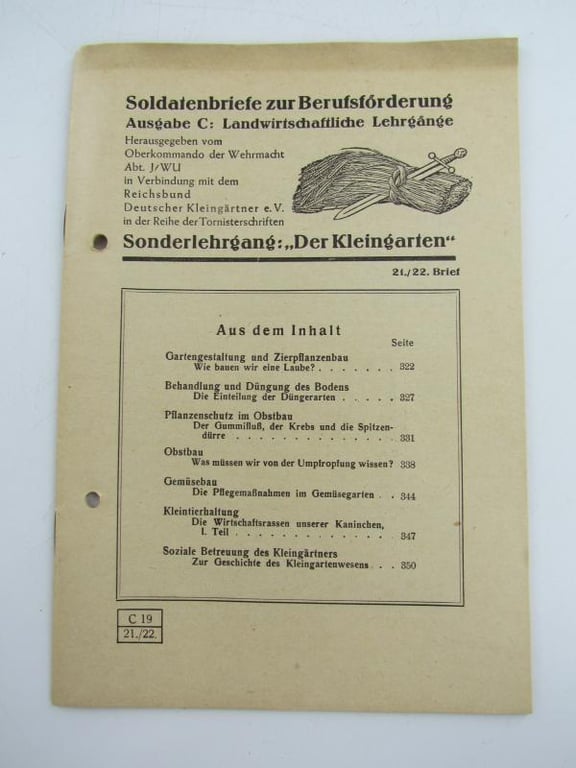 Soldatenbriefe zur Berufsförderung
Ausgabe C: Landwirtschaftliche Lehrgänge
Herausgegeben vom
Oberkommando der Wehrmacht
Abt. J/WU
in Verbindung mit dem
Reichsbund
Deutscher Kleingärtner e.V.
in der Reihe der Tornisterschriften
Sonderlehrgang: „Der Kleingarten“
21./22. Brief
Aus dem Inhalt
Seite
Gartengestaltung und Zierpflanzenbau
Wie bauen wir eine Laube? . . . . . . . 322
Behandlung und Düngung des Bodens
Die Einteilung der Düngerarten . . . . . 327
Pflanzenschutz im Obstbau
Der Gummifluß, der Krebs und die Spitzen-
dürre . . . . . . . . . . . . . . 331
Obstbau
Was müssen wir von der Umpfropfung wissen? 338
Gemüsebau
Die Pflegemaßnahmen im Gemüsegarten . . 344
Kleintierhaltung
Die Wirtschaftsrassen unserer Kaninchen,
I. Teil . . . . . . . . . . . . . . 347
Soziale Betreuung des Kleingärtners
Zur Geschichte des Kleingartenwesens . . . 350
C 19
21./22.